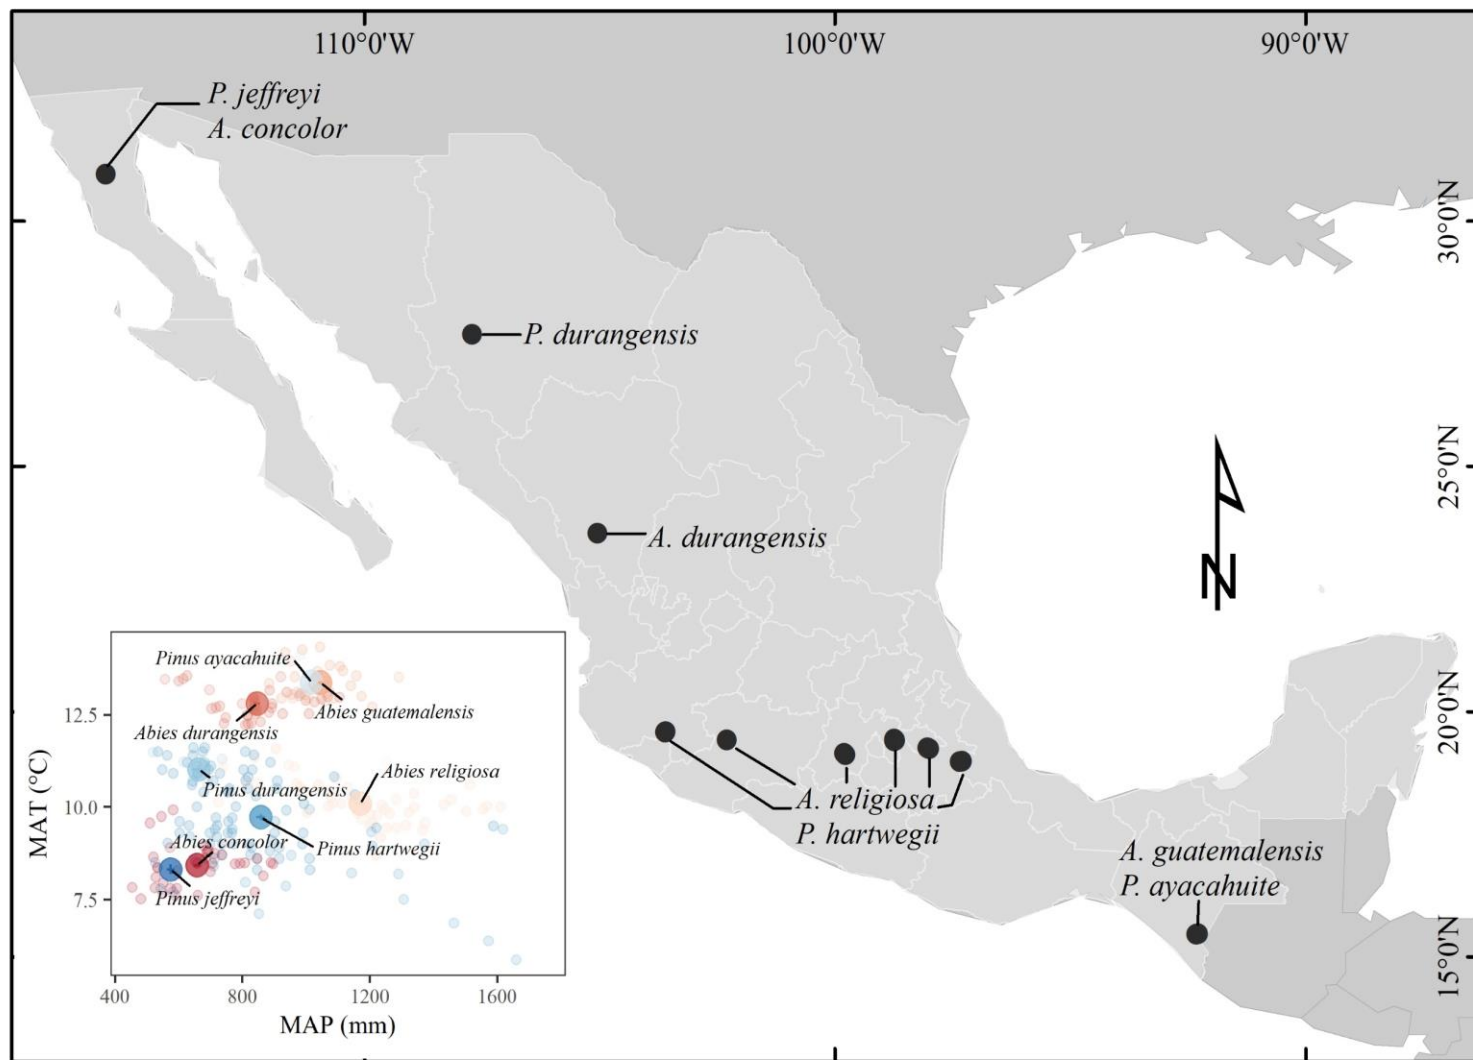 110°0'W
100°0'W
90°0'W
P. jeffreyi
A. concolor
30°0'N
P. durangensis
25°0'N
N
A. durangensis
20°0'N
A. religiosa
P. hartwegii
A. guatemalensis
P. ayacahuite
15°0'N
Pinus ayacahuite
Abies guatemalensis
Abies durangensis
Abies religiosa
Pinus durangensis
Abies concolor
Pinus hartwegii
Pinus jeffreyi
12.5
10.0
7.5
MAT (°C)
400
800
1200
1600
MAP (mm)